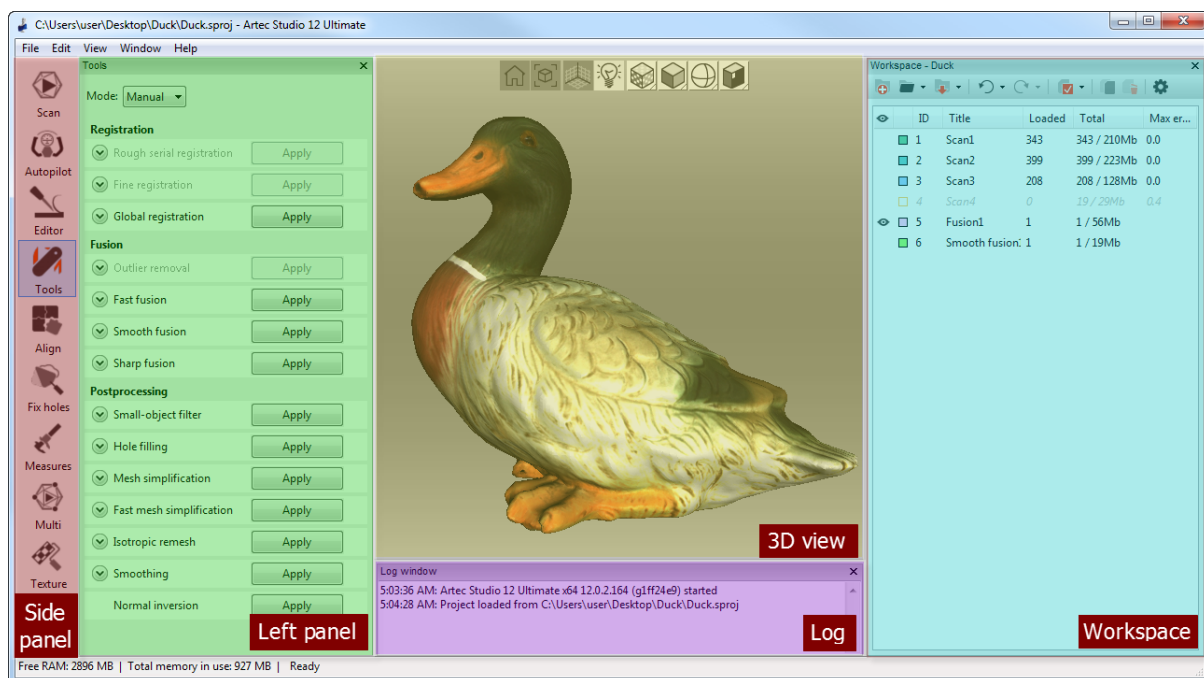 C:\Users\user\Desktop\Duck\Duck.sproj - Artec Studio 12 Ultimate
File Edit View Window Help
Scan
Autopilot
Editor
Tools
Align
Fix holes
Measures
Multi
Texture
Side
panel
Tools
Mode: Manual
Registration
Rough serial registration Apply
Fine registration Apply
Global registration Apply
Fusion
Outlier removal Apply
Fast fusion Apply
Smooth fusion Apply
Sharp fusion Apply
Postprocessing
Small-object filter Apply
Hole filling Apply
Mesh simplification Apply
Fast mesh simplification Apply
Isotropic remesh Apply
Smoothing Apply
Normal inversion Apply
Left panel
3D view
Log window
5:03:36 AM: Artec Studio 12 Ultimate x64 12.0.2.164 (g1ff24e9) started
5:04:28 AM: Project loaded from C:\Users\user\Desktop\Duck\Duck.sproj
Log
Workspace - Duck
ID Title Loaded Total Max er...
1 Scan1 343 343 / 210Mb 0.0
2 Scan2 399 399 / 223Mb 0.0
3 Scan3 208 208 / 128Mb 0.0
4 Scan4 0 19 / 29Mb 0.4
5 Fusion1 1 1 / 56Mb
6 Smooth fusion 1 1 / 19Mb
Workspace
Free RAM: 2896 MB | Total memory in use: 927 MB | Ready